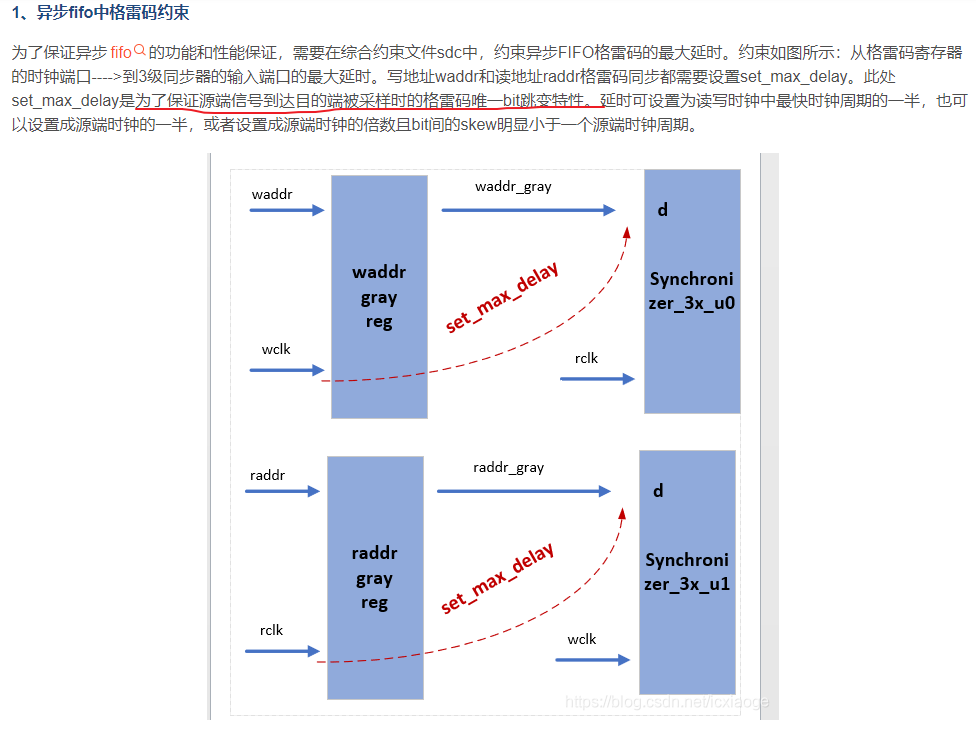 1、异步fifo中格雷码约束
为了保证异步 fifo 的功能和性能保证，需要在综合约束文件sdc中，约束异步FIFO格雷码的最大延时。约束如图所示：从格雷码寄存器
的时钟端口---->到3级同步器的输入端口的最大延时。写地址waddr和读地址raddr格雷码同步都需要设置set_max_delay。此处
set_max_delay是为了保证源端信号到达目的端被采样时的格雷码唯一bit跳变特性。延时可设置为读写时钟中最快时钟周期的一半，也可
以设置成源端时钟的一半，或者设置成源端时钟的倍数且bit间的skew明显小于一个源端时钟周期。
waddr
waddr_gray
d
waddr
gray
reg
set_max_delay
Synchroni
zer_3x_u0
wclk
rclk
raddr
raddr_gray
d
raddr
gray
reg
set_max_delay
Synchroni
zer_3x_u1
rclk
wclk
https://blog.csdn.net/icxiaoge